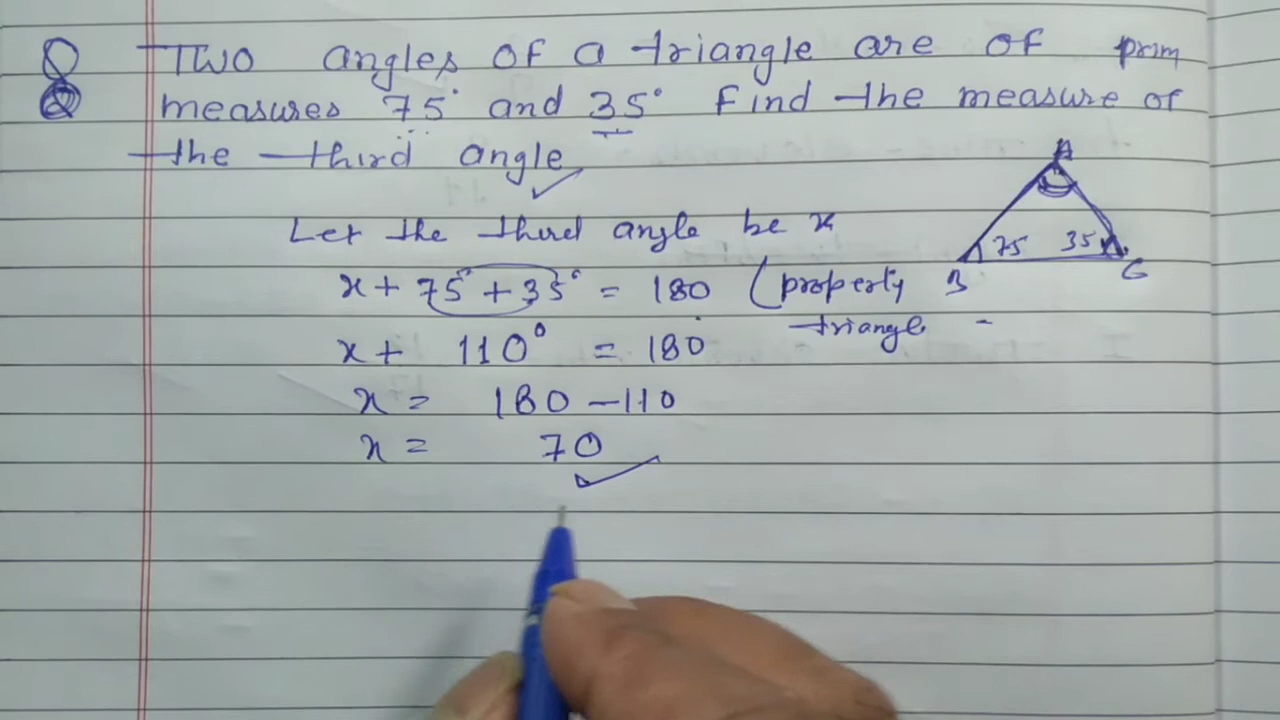 Q Two angles of a triangle are of prim
Q measures 75° and 35° Find the measure of
the third angle
Let the third angle be x
x + 75° + 35° = 180 (property
triangle -
x + 110° = 180
x = 180 - 110
x = 70
A
75 35
B C